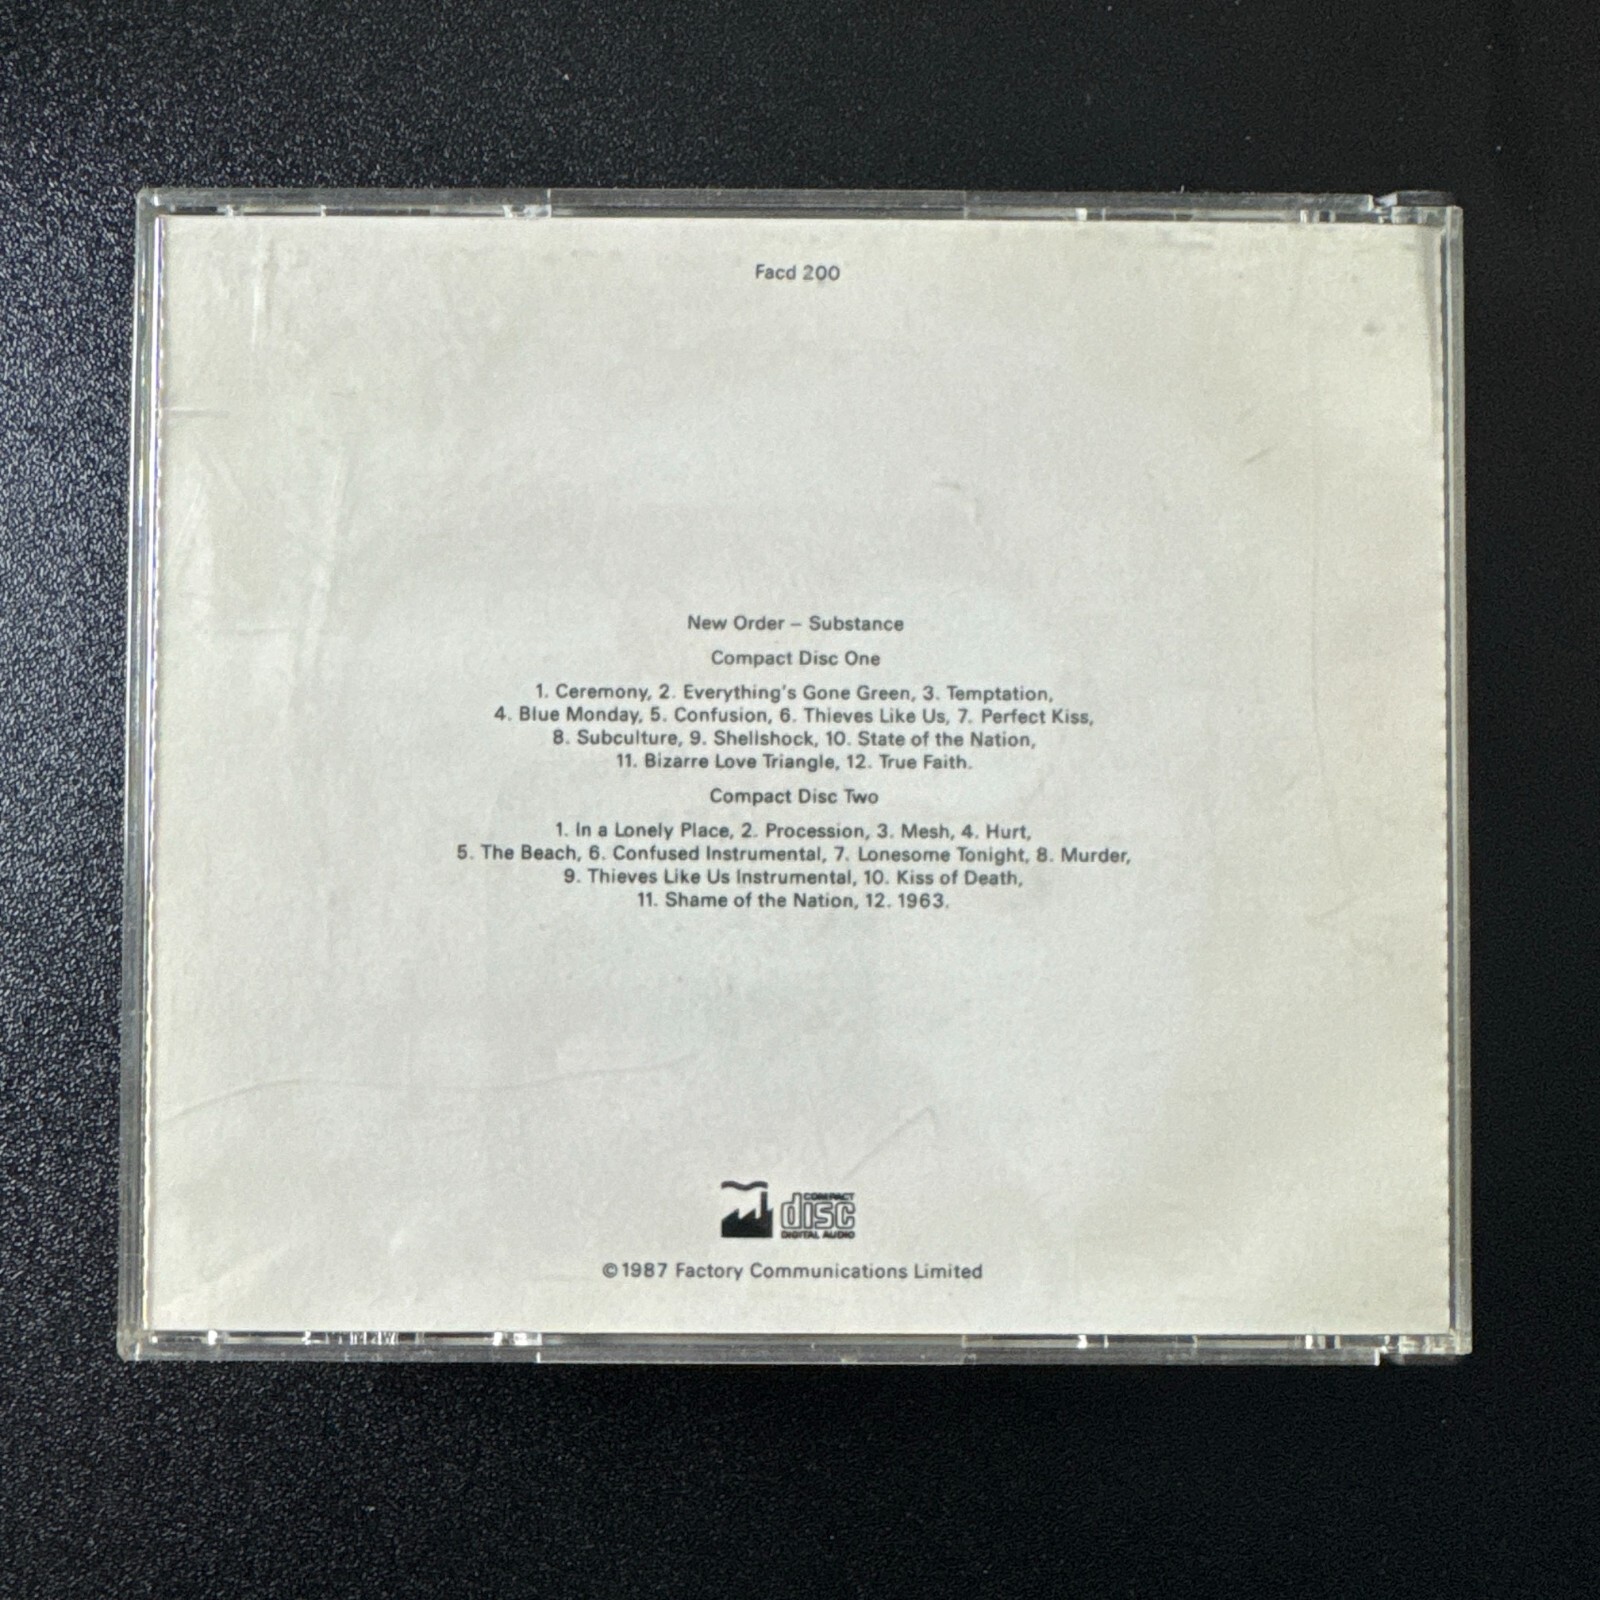 Facd 200
New Order – Substance
Compact Disc One
1. Ceremony, 2. Everything's Gone Green, 3. Temptation,
4. Blue Monday, 5. Confusion, 6. Thieves Like Us, 7. Perfect Kiss,
8. Subculture, 9. Shellshock, 10. State of the Nation,
11. Bizarre Love Triangle, 12. True Faith.
Compact Disc Two
1. In a Lonely Place, 2. Procession, 3. Mesh, 4. Hurt,
5. The Beach, 6. Confused Instrumental, 7. Lonesome Tonight, 8. Murder,
9. Thieves Like Us Instrumental, 10. Kiss of Death,
11. Shame of the Nation, 12. 1963.
COMPACT
disc
DIGITAL AUDIO
©1987 Factory Communications Limited